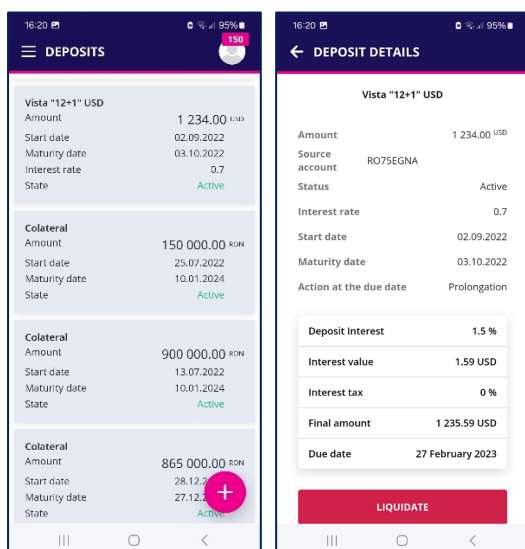 16:20 95%
DEPOSITS 150
Vista "12+1" USD
Amount 1 234.00 USD
Start date 02.09.2022
Maturity date 03.10.2022
Interest rate 0.7
State Active
Colateral
Amount 150 000.00 RON
Start date 25.07.2022
Maturity date 10.01.2024
State Active
Colateral
Amount 900 000.00 RON
Start date 13.07.2022
Maturity date 10.01.2024
State Active
Colateral
Amount 865 000.00 RON
Start date 28.12.2
Maturity date 27.12.2
State Active
16:20 95%
DEPOSIT DETAILS
Vista "12+1" USD
Amount 1 234.00 USD
Source
account RO75EGNA
Status Active
Interest rate 0.7
Start date 02.09.2022
Maturity date 03.10.2022
Action at the due date Prolongation
Deposit Interest 1.5 %
Interest value 1.59 USD
Interest tax 0 %
Final amount 1 235.59 USD
Due date 27 February 2023
LIQUIDATE